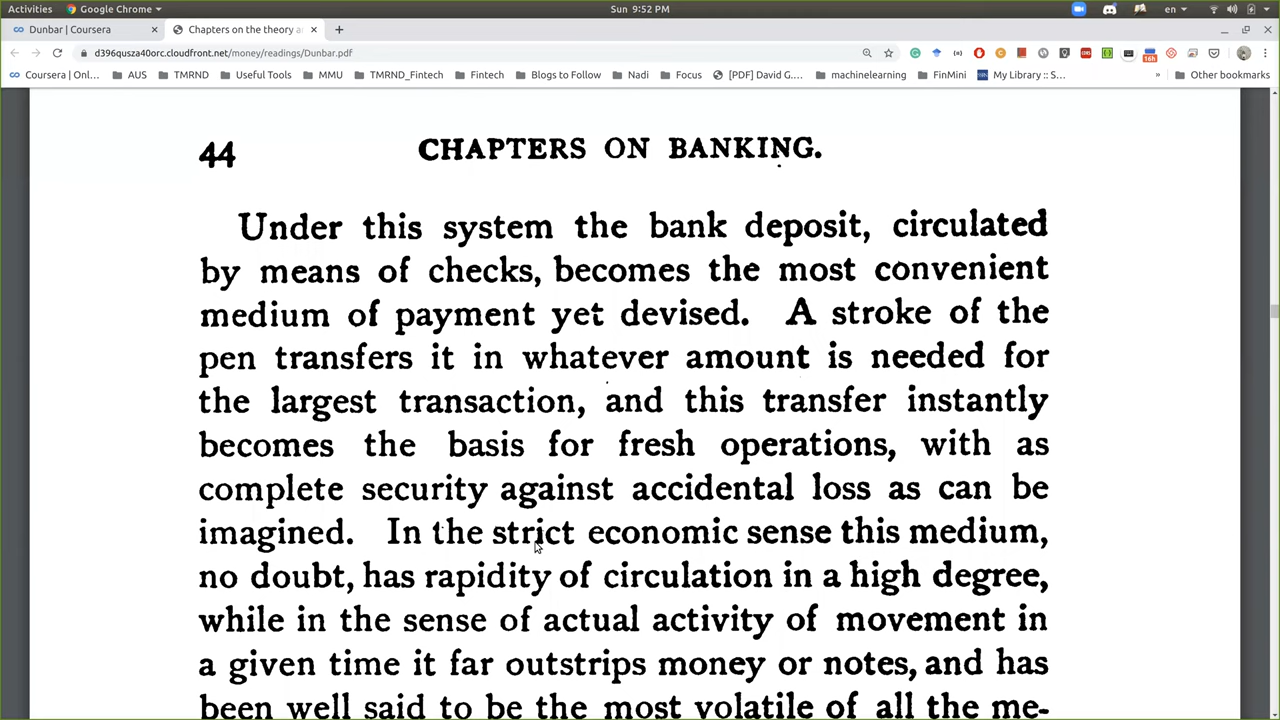 Activities Google Chrome Sun 9:52 PM en
Dunbar | Coursera Chapters on the theory a
d396qusza40orc.cloudfront.net/money/readings/Dunbar.pdf
Coursera | Onl... AUS TMRND Useful Tools MMU TMRND_Fintech Fintech Blogs to Follow Nadi Focus [PDF] David G.... machinelearning FinMini My Library :: S... » Other bookmarks
16h
44 CHAPTERS ON BANKING.
Under this system the bank deposit, circulated
by means of checks, becomes the most convenient
medium of payment yet devised. A stroke of the
pen transfers it in whatever amount is needed for
the largest transaction, and this transfer instantly
becomes the basis for fresh operations, with as
complete security against accidental loss as can be
imagined. In the strict economic sense this medium,
no doubt, has rapidity of circulation in a high degree,
while in the sense of actual activity of movement in
a given time it far outstrips money or notes, and has
been well said to be the most volatile of all the me-